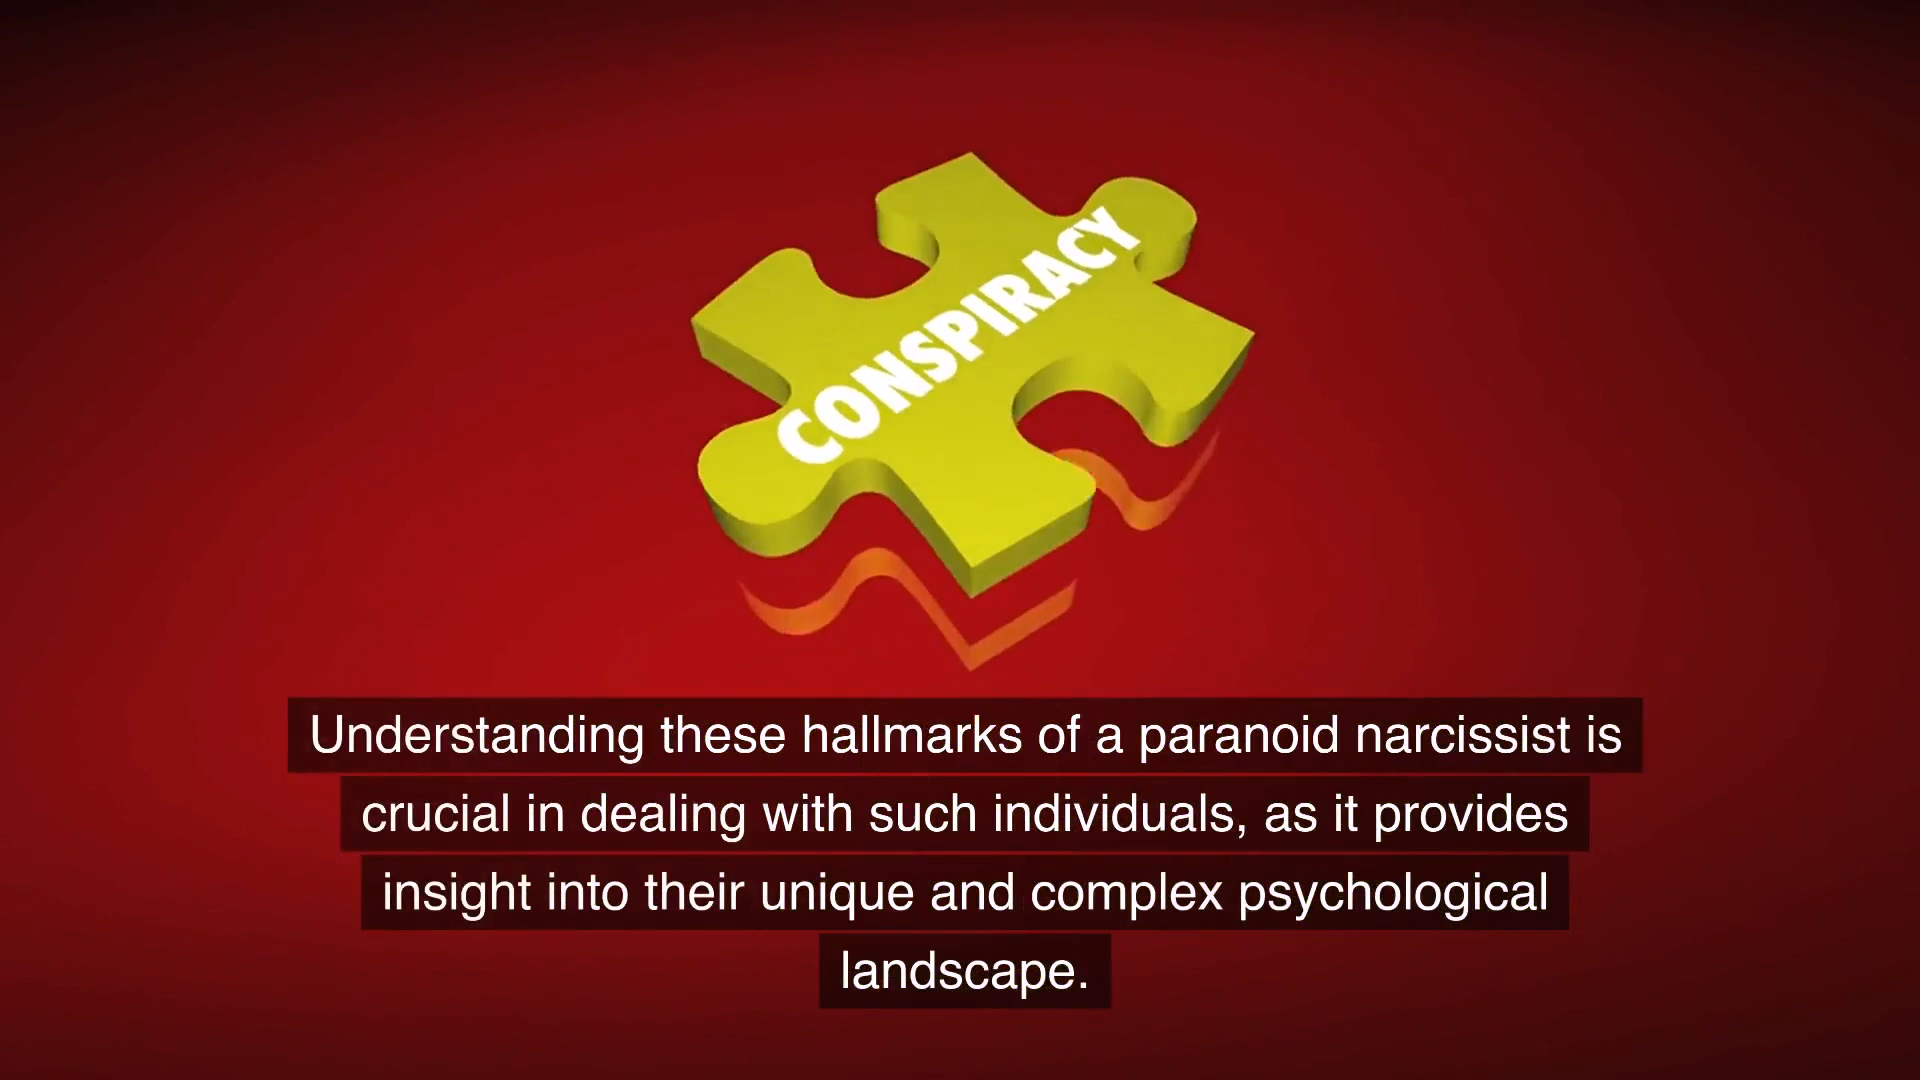 CONSPIRACY
Understanding these hallmarks of a paranoid narcissist is
crucial in dealing with such individuals, as it provides
insight into their unique and complex psychological
landscape.